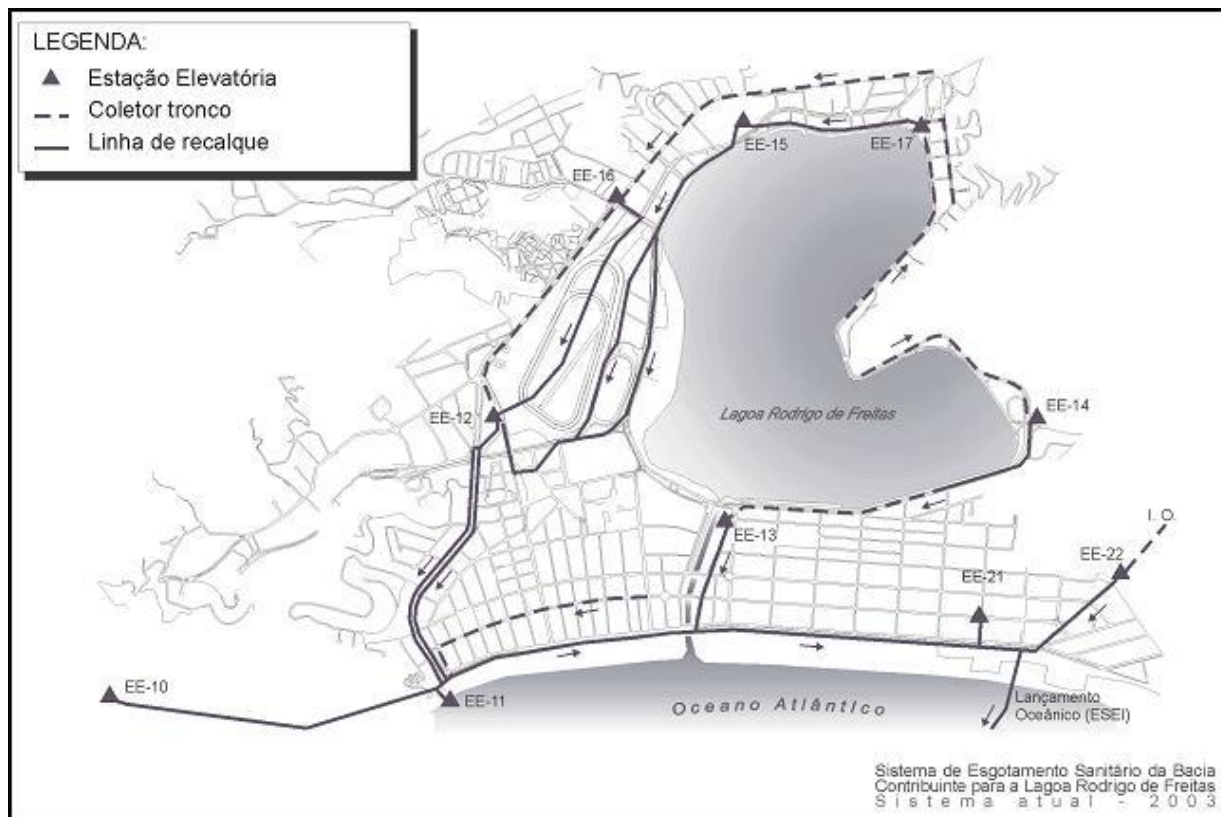 LEGENDA:
Estação Elevatória
Coletor tronco
Linha de recalque
EE-15
EE-17
EE-16
EE-12
Lagoa Rodrigo de Freitas
EE-14
I. O.
EE-13
EE-22
EE-21
EE-10
EE-11
Oceano Atlântico
Lançamento
Oceânico (ESEI)
Sistema de Esgotamento Sanitário da Bacia
Contribuinte para a Lagoa Rodrigo de Freitas
Sistema atual - 2003